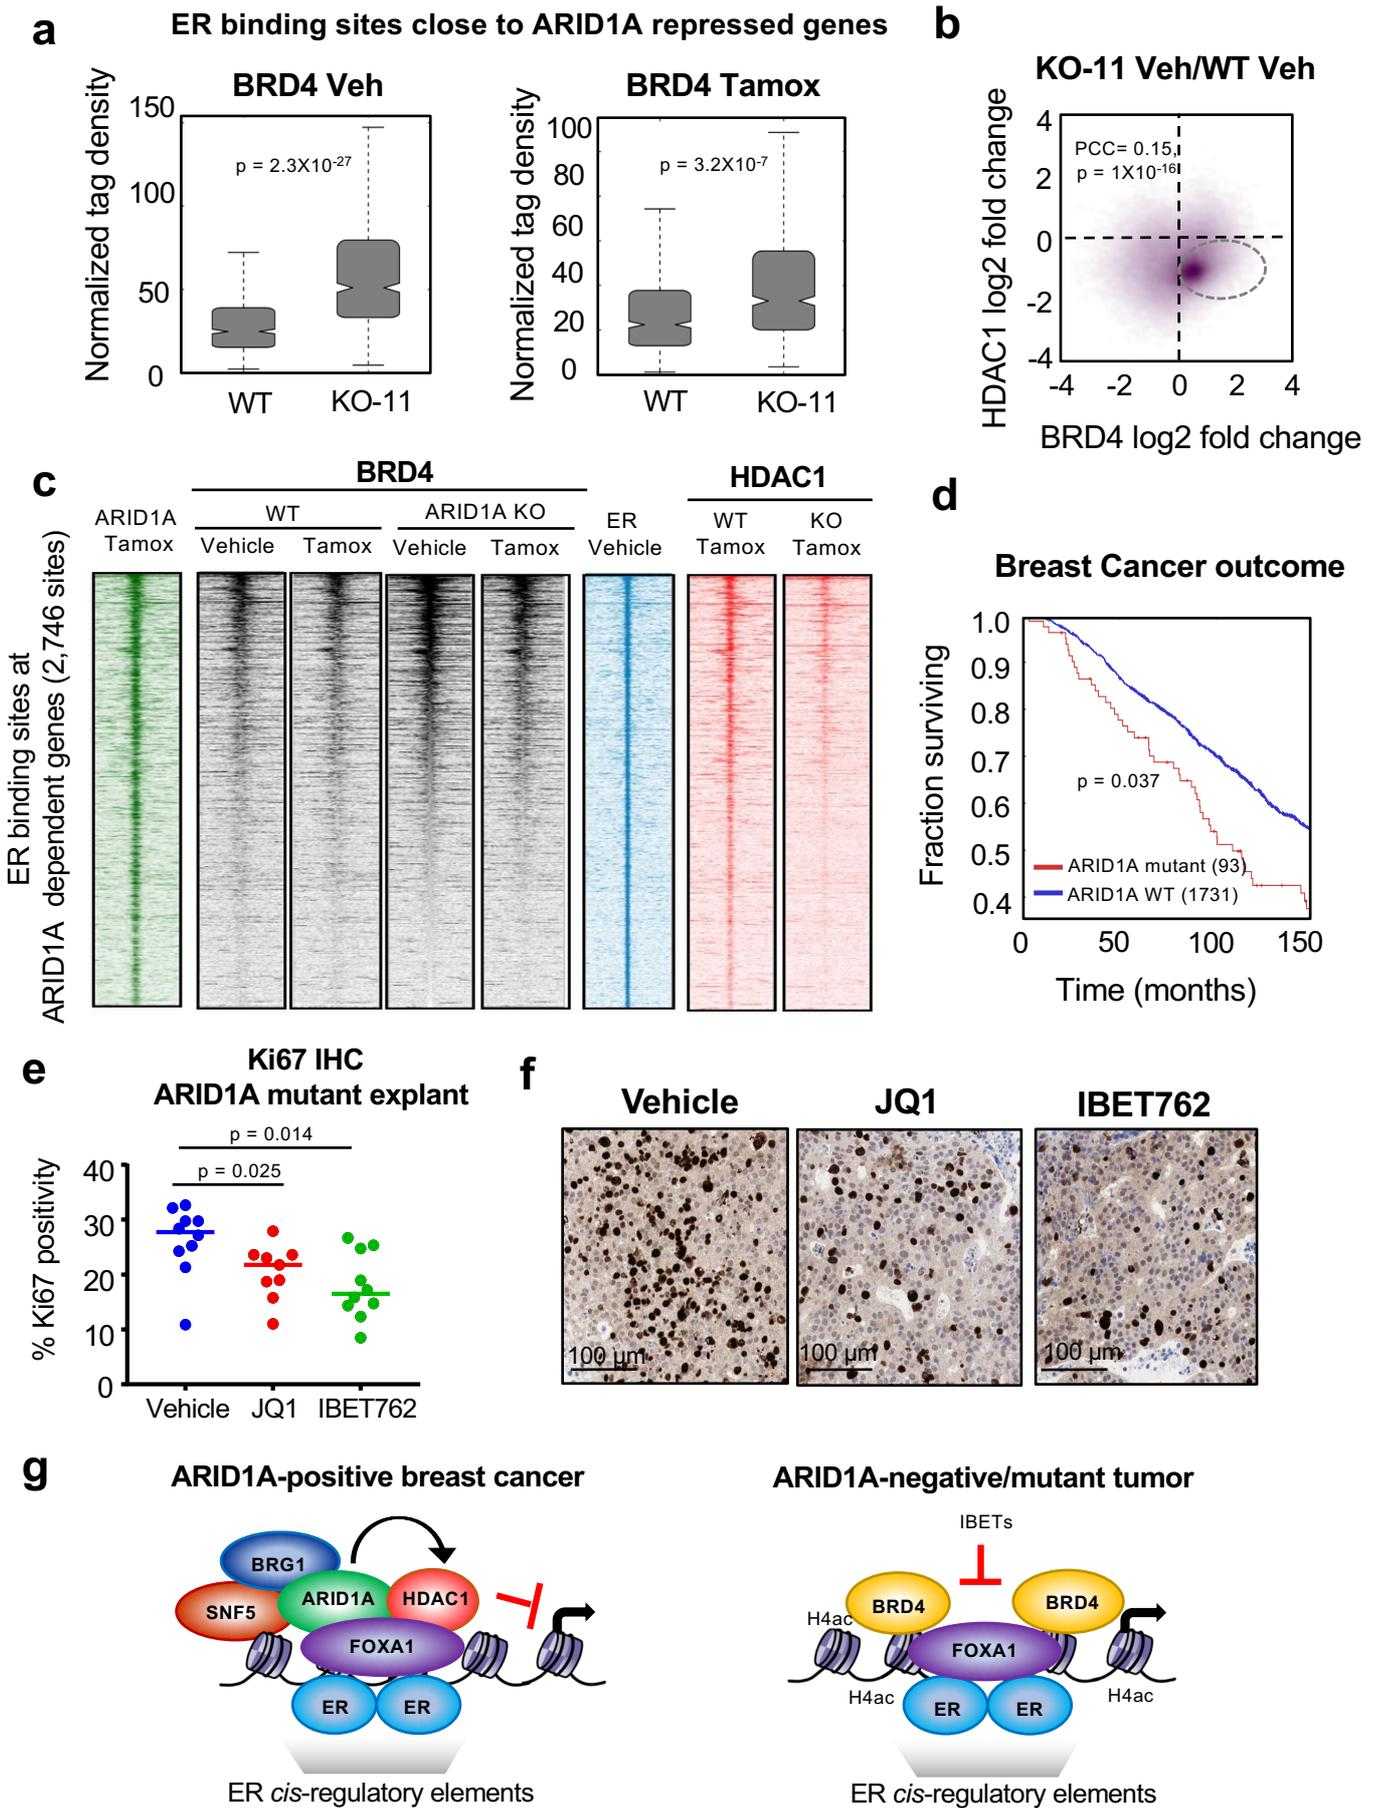 a
ER binding sites close to ARID1A repressed genes
BRD4 Veh
Normalized tag density
150
100
50
0
p = 2.3X10-27
WT
KO-11
BRD4 Tamox
Normalized tag density
100
80
60
40
20
0
p = 3.2X10-7
WT
KO-11
b
KO-11 Veh/WT Veh
HDAC1 log2 fold change
4
2
0
-2
-4
PCC= 0.15,
p = 1X10-16
-4
-2
0
2
4
BRD4 log2 fold change
c
BRD4
HDAC1
ARID1A
Tamox
WT
Vehicle
Tamox
ARID1A KO
Vehicle
Tamox
ER
Vehicle
WT
Tamox
KO
Tamox
ER binding sites at
ARID1A dependent genes (2,746 sites)
d
Breast Cancer outcome
Fraction surviving
1.0
0.9
0.8
0.7
0.6
0.5
0.4
p = 0.037
ARID1A mutant (93)
ARID1A WT (1731)
0
50
100
150
Time (months)
e
Ki67 IHC
ARID1A mutant explant
p = 0.014
p = 0.025
% Ki67 positivity
40
30
20
10
0
Vehicle
JQ1
IBET762
f
Vehicle
JQ1
IBET762
100 µm
100 µm
100 µm
g
ARID1A-positive breast cancer
BRG1
SNF5
ARID1A
HDAC1
FOXA1
ER
ER
ER cis-regulatory elements
ARID1A-negative/mutant tumor
IBETs
BRD4
BRD4
H4ac
FOXA1
H4ac
H4ac
ER
ER
ER cis-regulatory elements